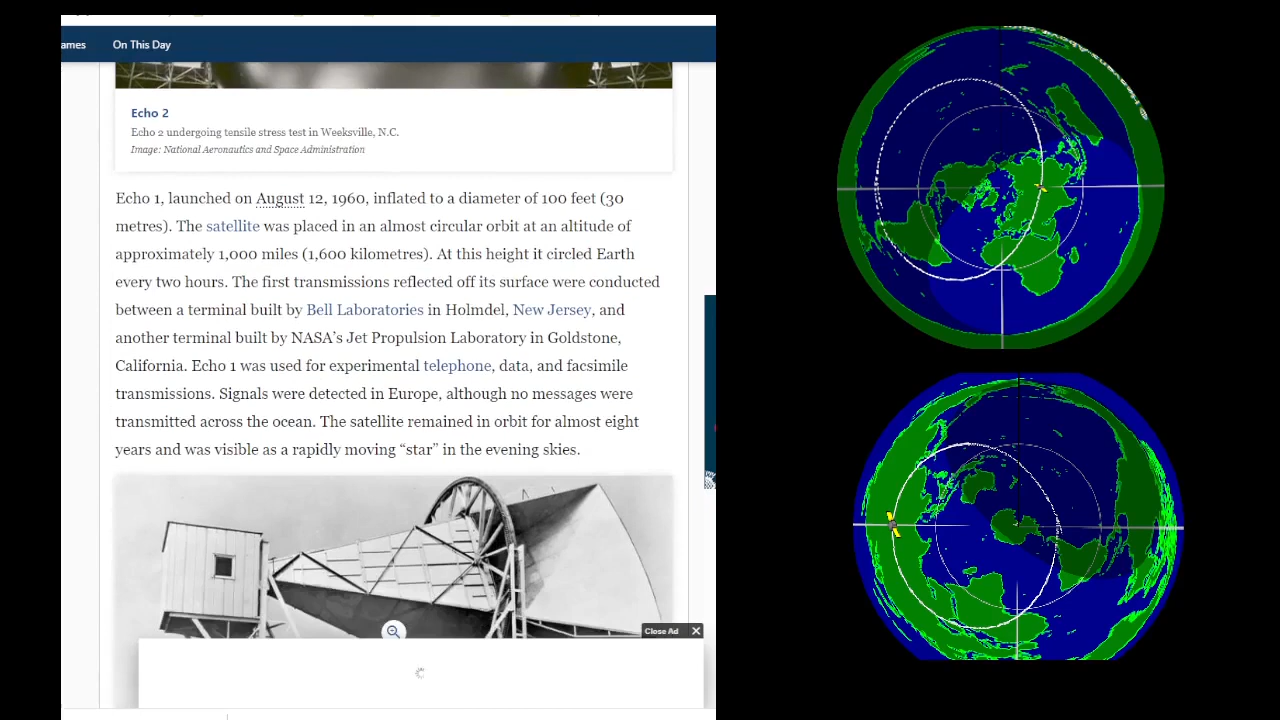 ames On This Day
Echo 2
Echo 2 undergoing tensile stress test in Weeksville, N.C.
Image: National Aeronautics and Space Administration
Echo 1, launched on August 12, 1960, inflated to a diameter of 100 feet (30
metres). The satellite was placed in an almost circular orbit at an altitude of
approximately 1,000 miles (1,600 kilometres). At this height it circled Earth
every two hours. The first transmissions reflected off its surface were conducted
between a terminal built by Bell Laboratories in Holmdel, New Jersey, and
another terminal built by NASA’s Jet Propulsion Laboratory in Goldstone,
California. Echo 1 was used for experimental telephone, data, and facsimile
transmissions. Signals were detected in Europe, although no messages were
transmitted across the ocean. The satellite remained in orbit for almost eight
years and was visible as a rapidly moving “star” in the evening skies.
Close Ad